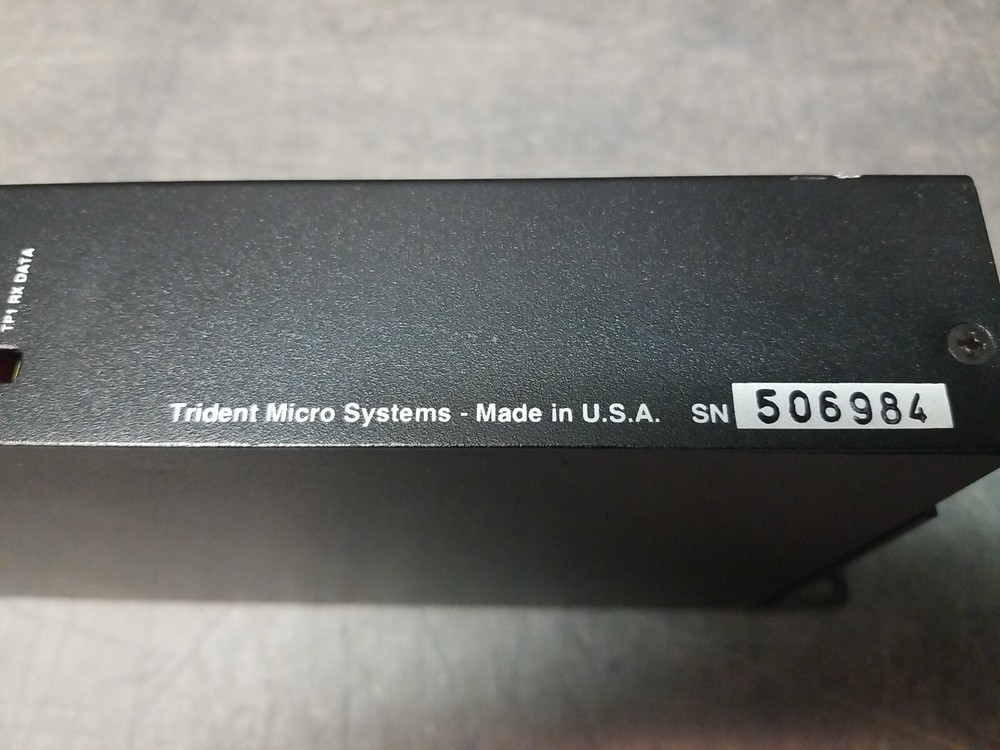 TP1 RX DATA
Trident Micro Systems - Made in U.S.A. SN 506984